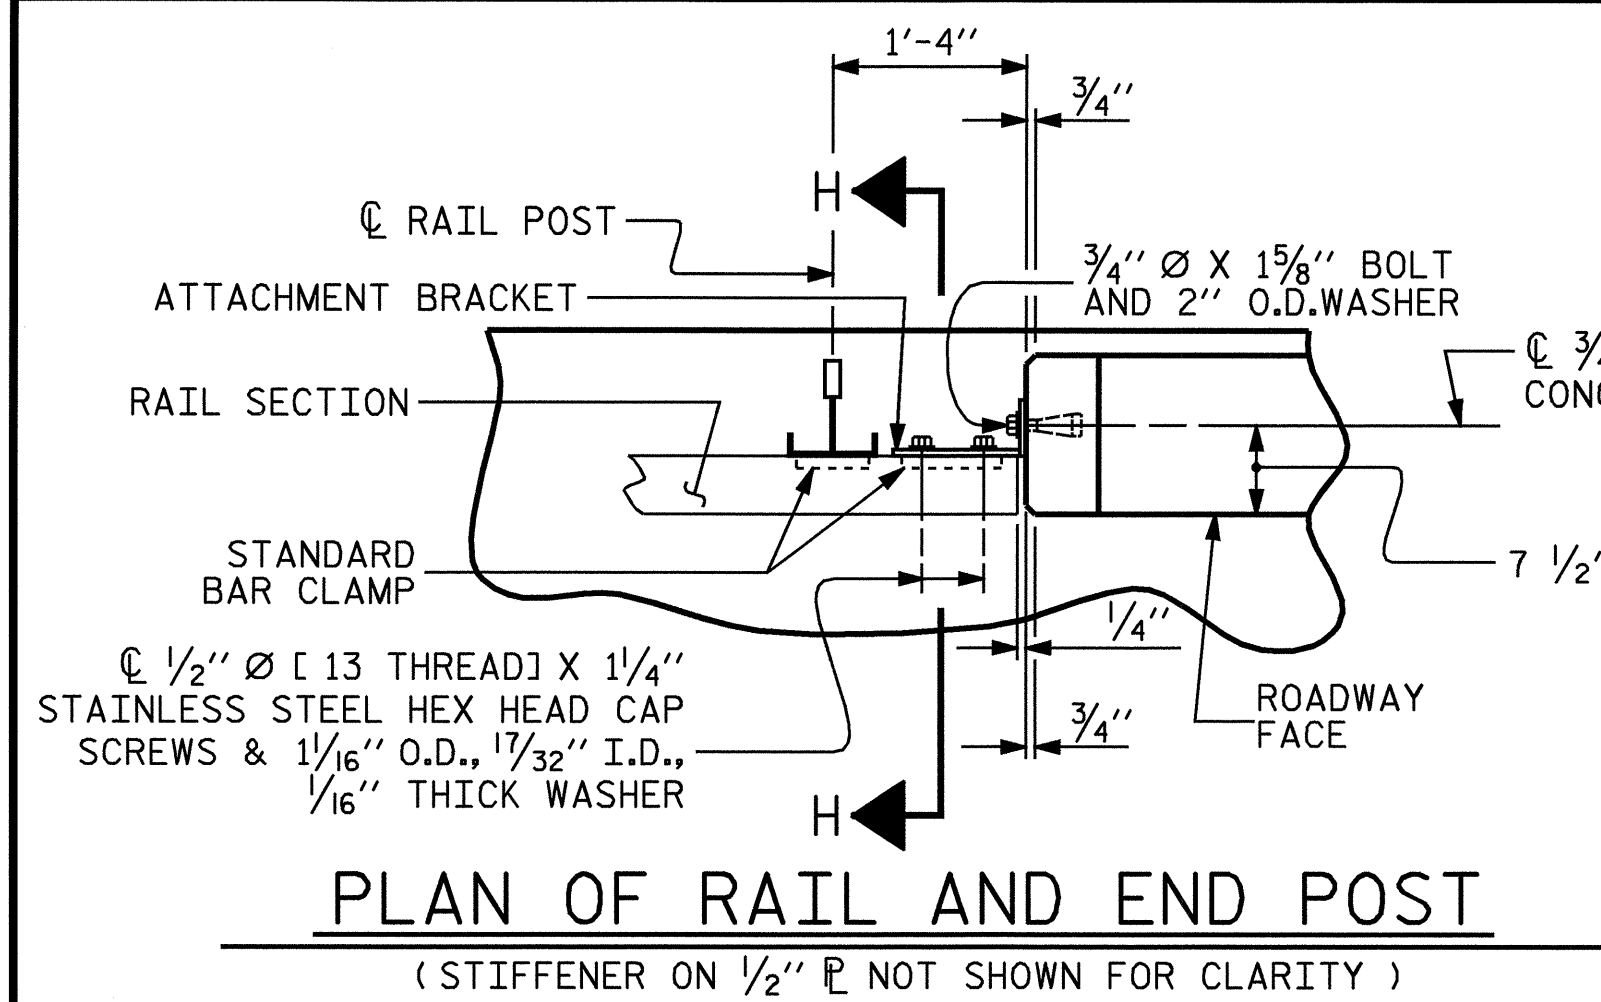 1'-4"
3/4"
H
℄ RAIL POST
3/4" Ø X 1 5/8" BOLT
AND 2" O.D. WASHER
ATTACHMENT BRACKET
℄
RAIL SECTION
STANDARD
BAR CLAMP
7 1/2"
1/4"
℄ 1/2" Ø [ 13 THREAD] X 1 1/4"
STAINLESS STEEL HEX HEAD CAP
SCREWS & 1 1/16" O.D., 17/32" I.D.,
1/16" THICK WASHER
ROADWAY
FACE
3/4"
H
PLAN OF RAIL AND END POST
( STIFFENER ON 1/2" ⅊ NOT SHOWN FOR CLARITY )